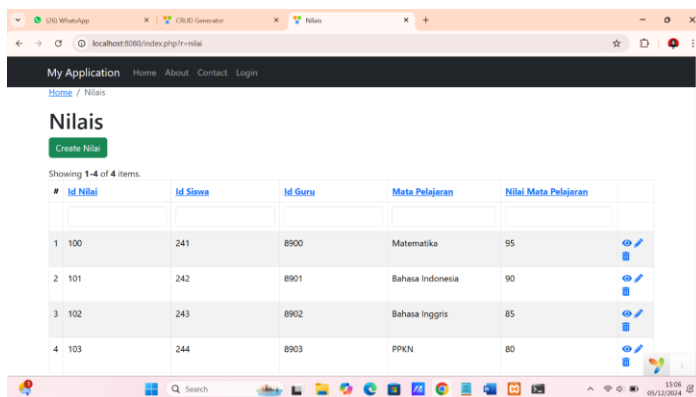 (26) WhatsApp
CRUD Generator
Nilais
localhost:8080/index.php?r=nilai
My Application Home About Contact Login
Home / Nilais
Nilais
Create Nilai
Showing 1-4 of 4 items.
# Id Nilai Id Siswa Id Guru Mata Pelajaran Nilai Mata Pelajaran
1 100 241 8900 Matematika 95
2 101 242 8901 Bahasa Indonesia 90
3 102 243 8902 Bahasa Inggris 85
4 103 244 8903 PPKN 80
Search
15:06
05/12/2024